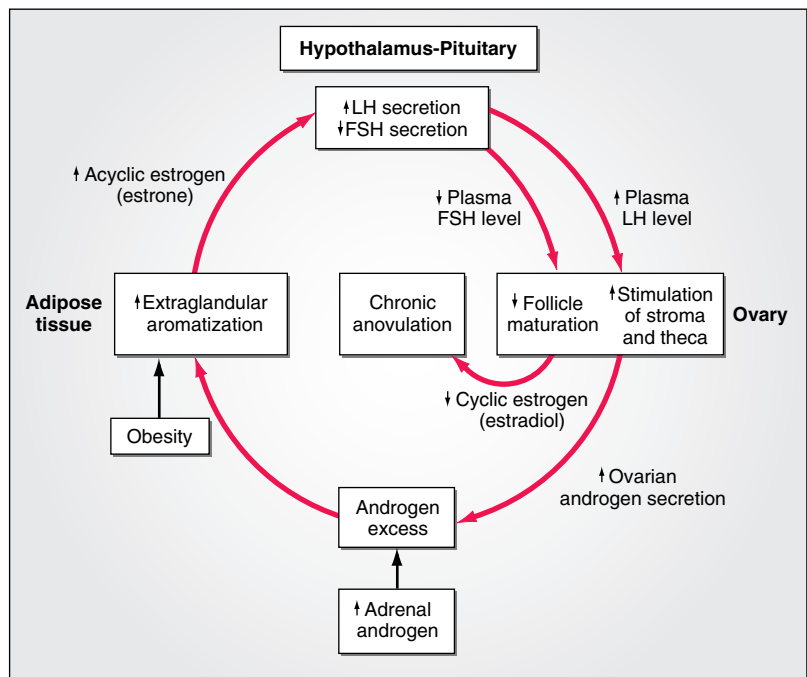 Hypothalamus-Pituitary
↑LH secretion
↓FSH secretion
↑ Acyclic estrogen
(estrone)
↓ Plasma
FSH level
↑ Plasma
LH level
Adipose
tissue
↑Extraglandular
aromatization
Chronic
anovulation
↓ Follicle
maturation
↑Stimulation
of stroma
and theca
Ovary
↓ Cyclic estrogen
(estradiol)
Obesity
↑Ovarian
androgen secretion
Androgen
excess
↑ Adrenal
androgen